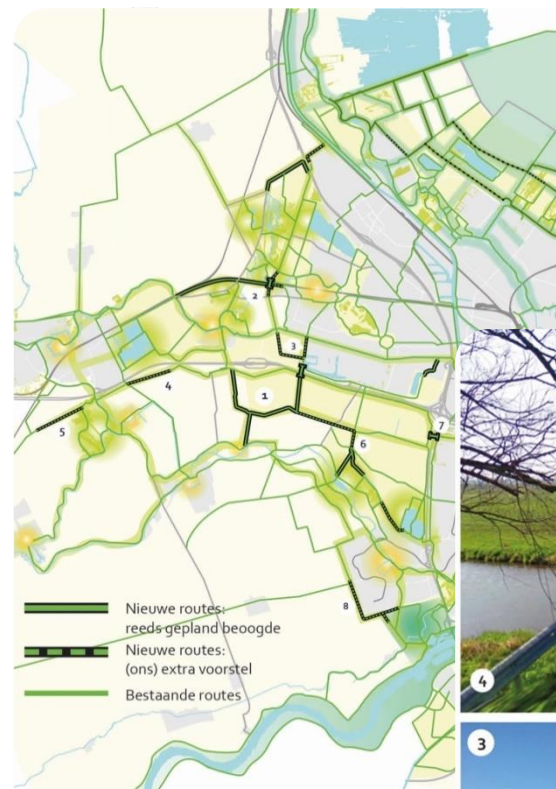 2
3
4
1
5
6
7
8
Nieuwe routes:
reeds gepland beoogde
Nieuwe routes:
(ons) extra voorstel
Bestaande routes
4
3